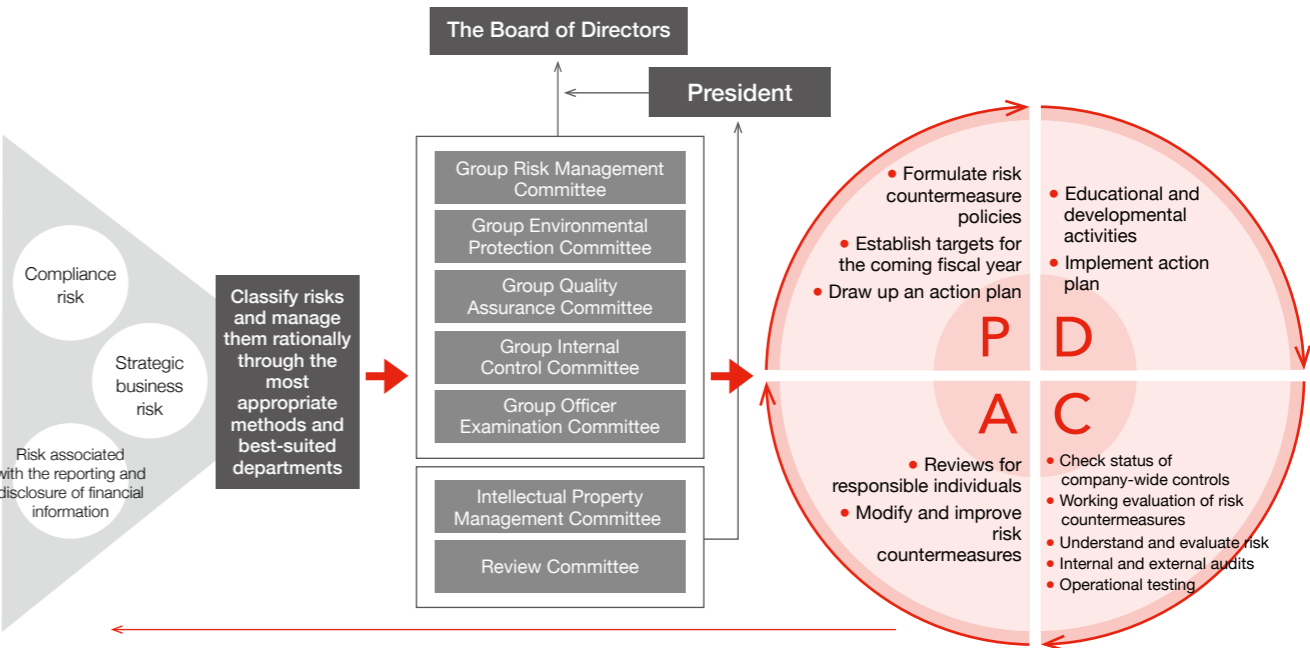 The Board of Directors
President
Compliance
risk
Strategic
business
risk
Risk associated
with the reporting and
disclosure of financial
information
Classify risks
and manage
them rationally
through the
most
appropriate
methods and
best-suited
departments
Group Risk Management
Committee
Group Environmental
Protection Committee
Group Quality
Assurance Committee
Group Internal
Control Committee
Group Officer
Examination Committee
Intellectual Property
Management Committee
Review Committee
• Formulate risk
countermeasure
policies
• Establish targets for
the coming fiscal year
• Draw up an action plan
P
• Educational and
developmental
activities
• Implement action
plan
D
A
• Reviews for
responsible individuals
• Modify and improve
risk
countermeasures
C
• Check status of
company-wide controls
• Working evaluation of risk
countermeasures
• Understand and evaluate risk
• Internal and external audits
• Operational testing